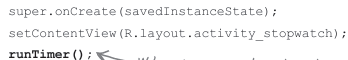 super.onCreate(savedInstanceState);
setContentView(R.layout.activity_stopwatch);
runTimer();